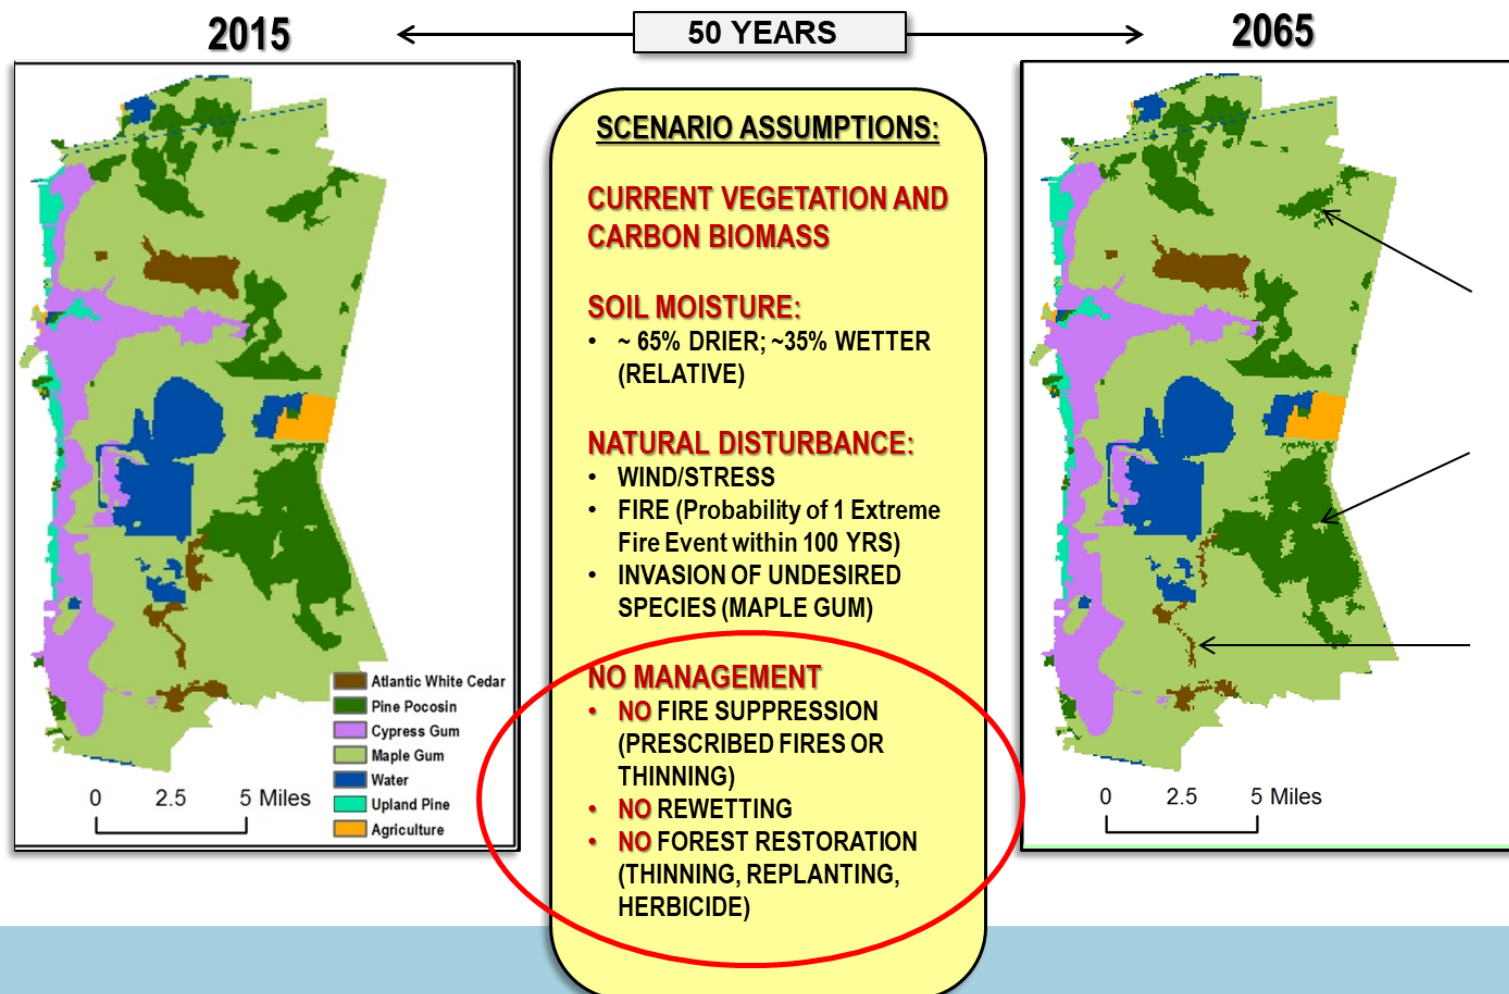 2015
50 YEARS
2065
SCENARIO ASSUMPTIONS:
CURRENT VEGETATION AND
CARBON BIOMASS
SOIL MOISTURE:
• ~ 65% DRIER; ~35% WETTER
(RELATIVE)
NATURAL DISTURBANCE:
• WIND/STRESS
• FIRE (Probability of 1 Extreme
Fire Event within 100 YRS)
• INVASION OF UNDESIRED
SPECIES (MAPLE GUM)
NO MANAGEMENT
• NO FIRE SUPPRESSION
(PRESCRIBED FIRES OR
THINNING)
• NO REWETTING
• NO FOREST RESTORATION
(THINNING, REPLANTING,
HERBICIDE)
Atlantic White Cedar
Pine Pocosin
Cypress Gum
Maple Gum
Water
Upland Pine
Agriculture
0 2.5 5 Miles
0 2.5 5 Miles